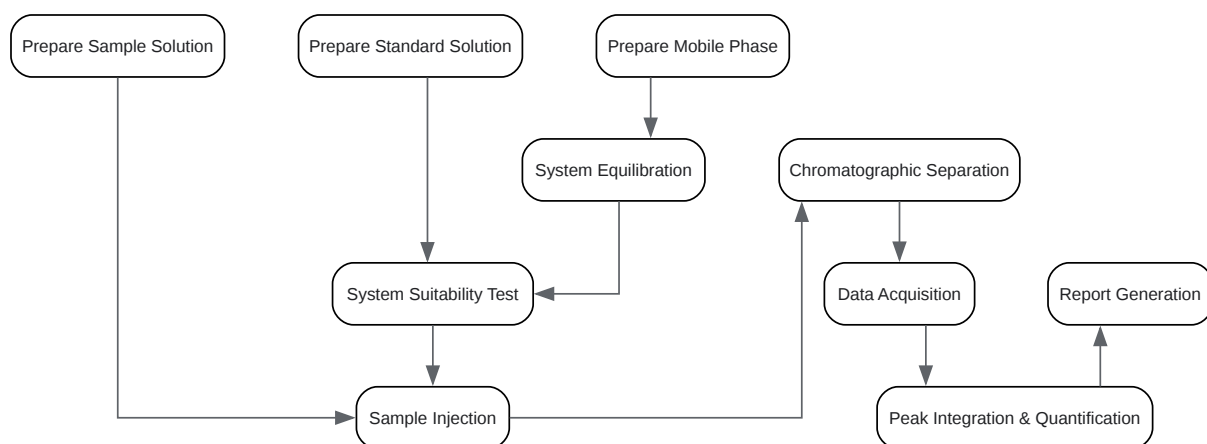 Prepare Sample Solution
Prepare Standard Solution
Prepare Mobile Phase
System Equilibration
Chromatographic Separation
System Suitability Test
Data Acquisition
Report Generation
Sample Injection
Peak Integration & Quantification